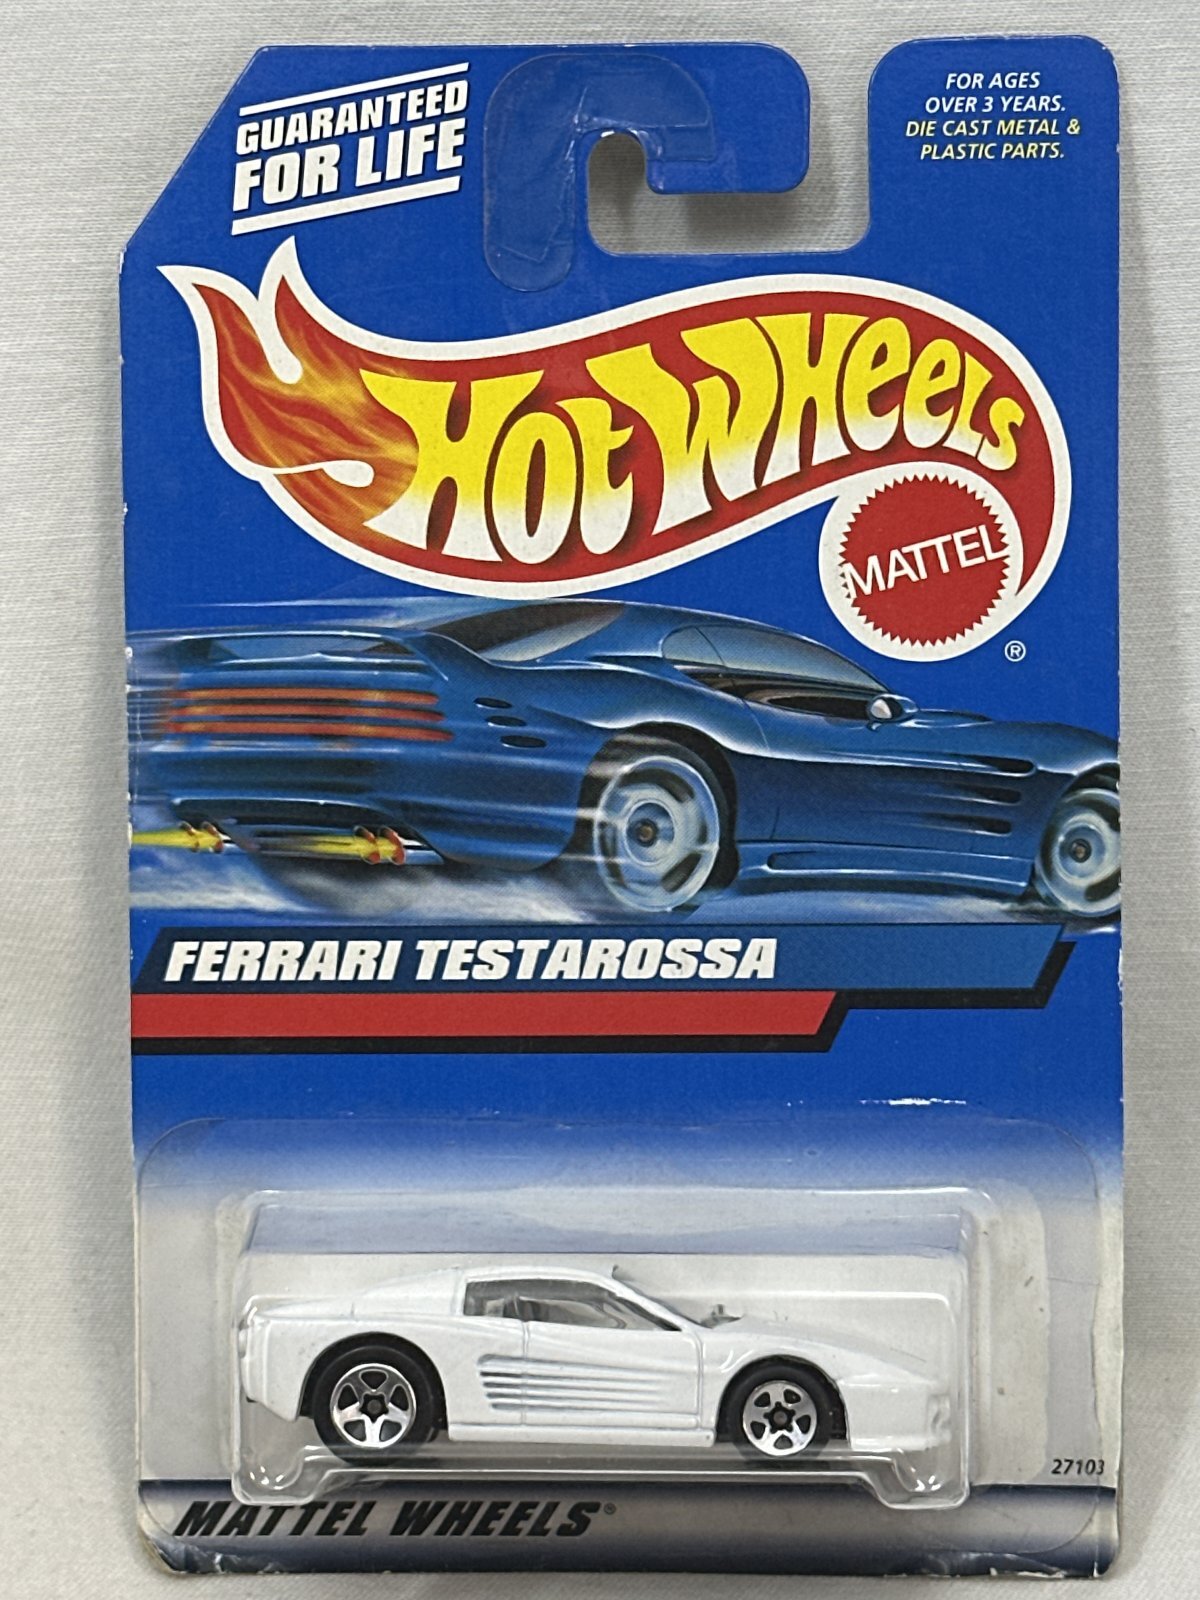 GUARANTEED
FOR LIFE
FOR AGES
OVER 3 YEARS.
DIE CAST METAL &
PLASTIC PARTS.
HOT WHEELS
MATTEL
®
FERRARI TESTAROSSA
27103
MATTEL WHEELS®